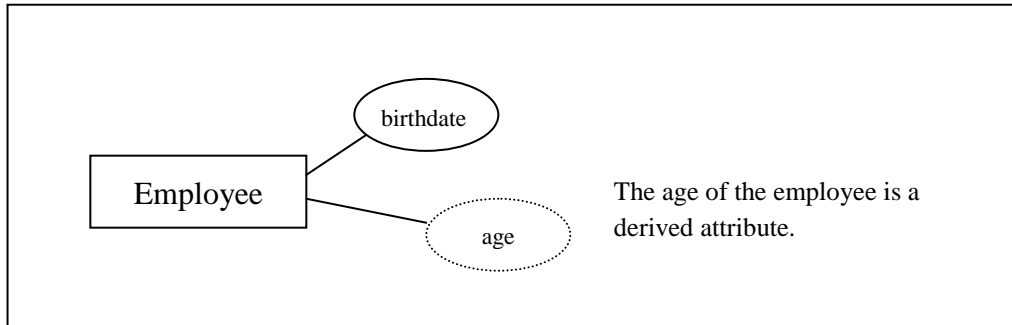 birthdate
Employee
The age of the employee is a
derived attribute.
age